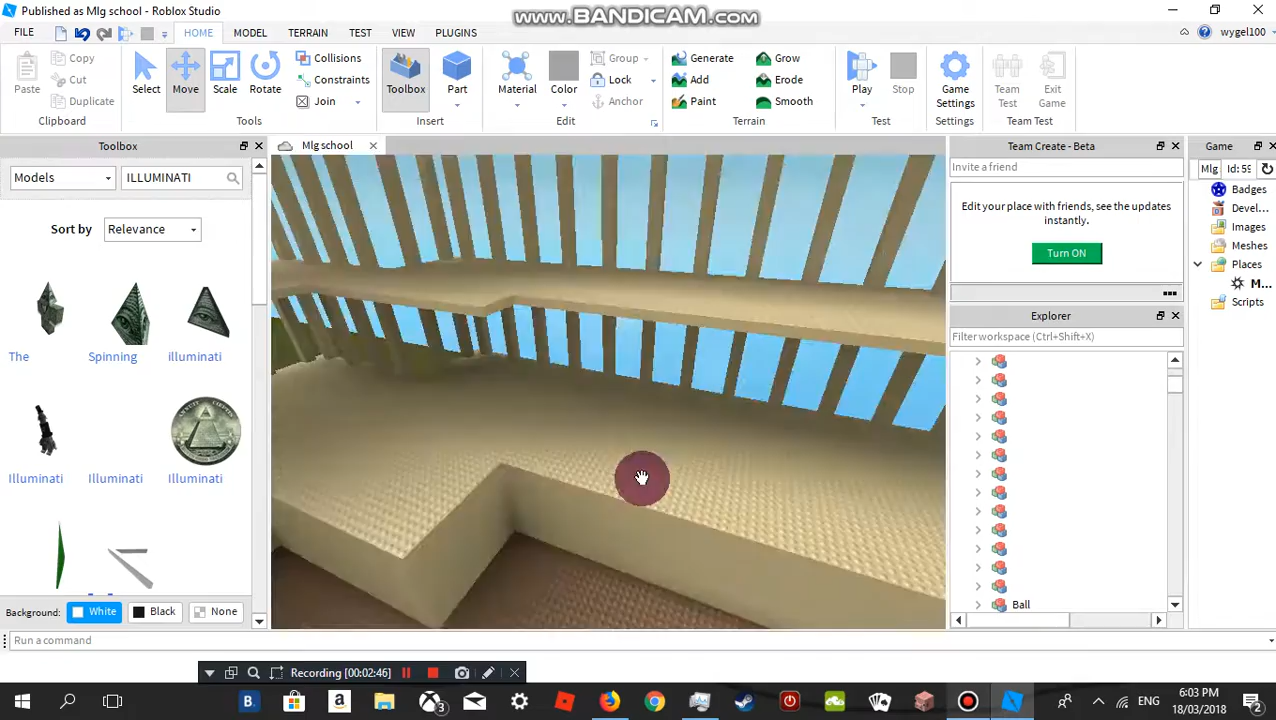 Published as Mlg school - Roblox Studio
www.BANDICAM.com
FILE HOME MODEL TERRAIN TEST VIEW PLUGINS
wygel100
Paste
Copy
Cut
Duplicate
Clipboard
Select Move Scale Rotate
Collisions
Constraints
Join
Tools
Toolbox Part
Insert
Material Color
Group
Lock
Anchor
Edit
Generate Grow
Add Erode
Paint Smooth
Terrain
Play Stop
Test
Game Settings
Settings
Team Test
Exit Game
Team Test
Toolbox
Models
ILLUMINATI
Sort by Relevance
The Spinning illuminati
Illuminati Illuminati Illuminati
Background: White Black None
Mlg school
Team Create - Beta
Invite a friend
Edit your place with friends, see the updates
instantly.
Turn ON
Explorer
Filter workspace (Ctrl+Shift+X)
Ball
Game
Mlg
Badges
Devel...
Images
Meshes
Places
M...
Scripts
Run a command
Recording [00:02:46]
B.
a
3
ENG
6:03 PM
18/03/2018
2